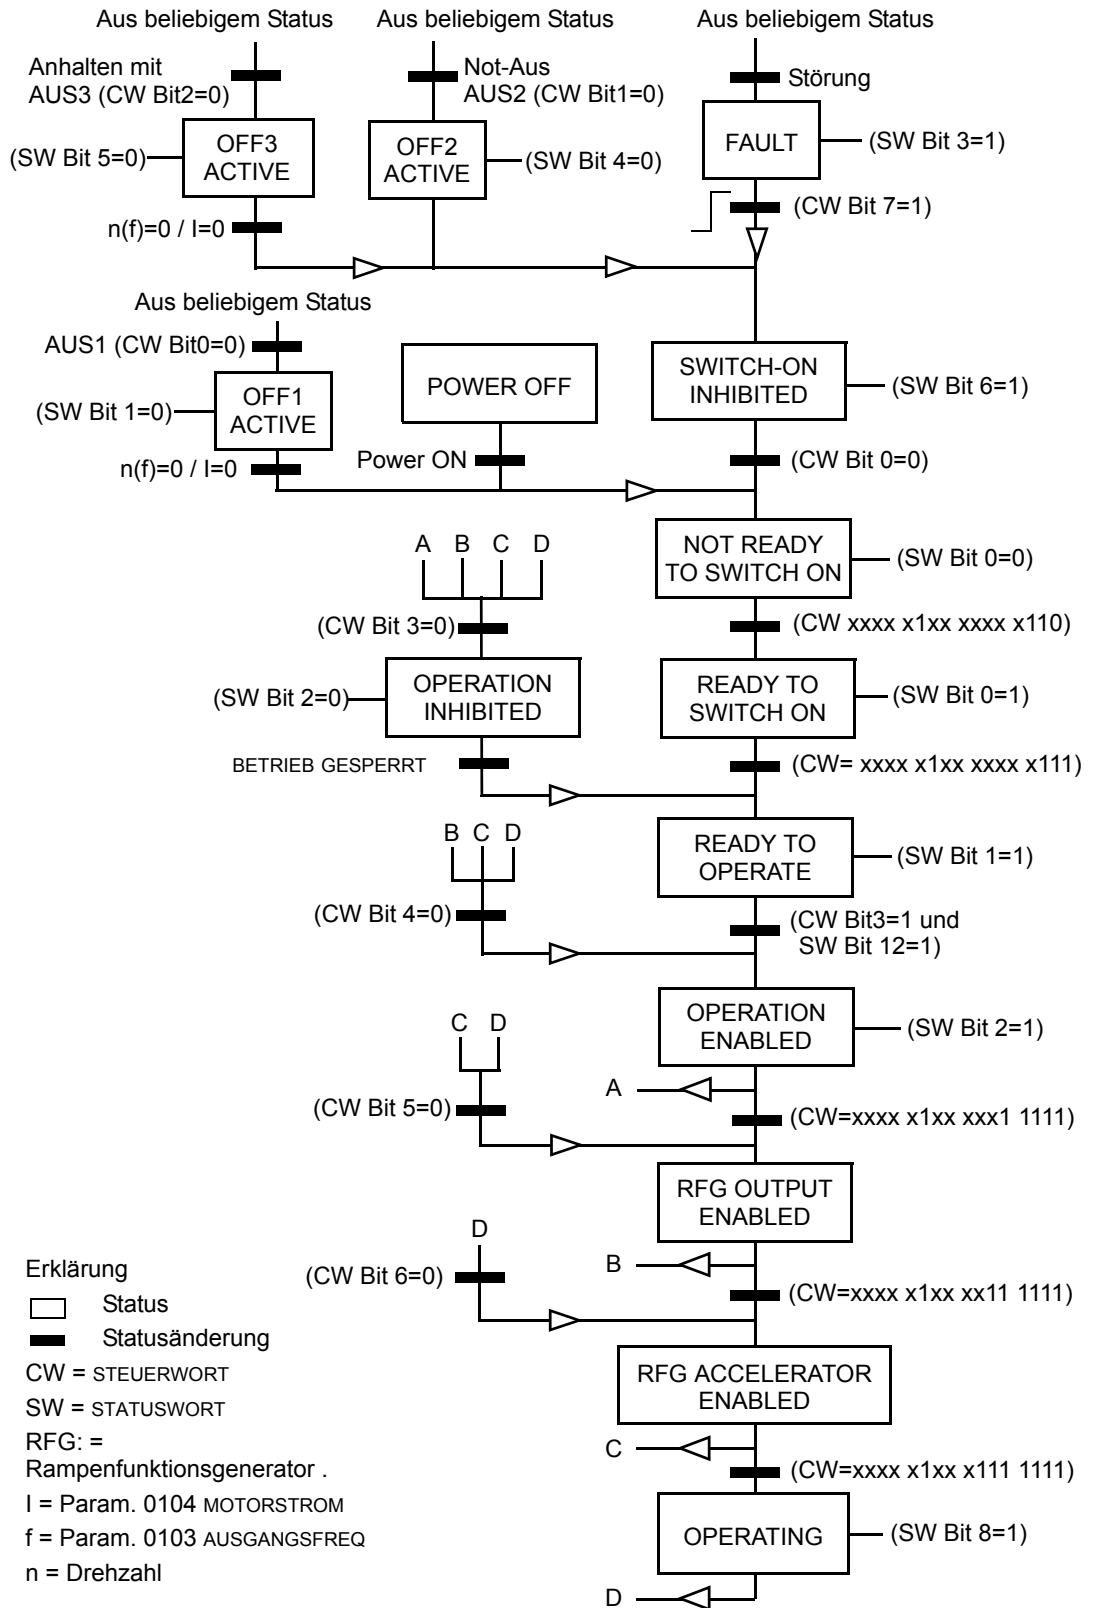 Aus beliebigem Status
Aus beliebigem Status
Aus beliebigem Status
Anhalten mit
AUS3 (CW Bit2=0)
Not-Aus
AUS2 (CW Bit1=0)
Störung
(SW Bit 5=0)
OFF3
ACTIVE
OFF2
ACTIVE
(SW Bit 4=0)
FAULT
(SW Bit 3=1)
n(f)=0 / I=0
(CW Bit 7=1)
Aus beliebigem Status
AUS1 (CW Bit0=0)
(SW Bit 1=0)
OFF1
ACTIVE
POWER OFF
SWITCH-ON
INHIBITED
(SW Bit 6=1)
n(f)=0 / I=0
Power ON
(CW Bit 0=0)
A B C D
NOT READY
TO SWITCH ON
(SW Bit 0=0)
(CW Bit 3=0)
(CW xxxx x1xx xxxx x110)
(SW Bit 2=0)
OPERATION
INHIBITED
READY TO
SWITCH ON
(SW Bit 0=1)
BETRIEB GESPERRT
(CW= xxxx x1xx xxxx x111)
B C D
READY TO
OPERATE
(SW Bit 1=1)
(CW Bit 4=0)
(CW Bit3=1 und
SW Bit 12=1)
C D
OPERATION
ENABLED
(SW Bit 2=1)
A
(CW Bit 5=0)
(CW=xxxx x1xx xxx1 1111)
RFG OUTPUT
ENABLED
D
B
(CW Bit 6=0)
(CW=xxxx x1xx xx11 1111)
RFG ACCELERATOR
ENABLED
C
(CW=xxxx x1xx x111 1111)
OPERATING
(SW Bit 8=1)
D
Erklärung
Status
Statusänderung
CW = STEUERWORT
SW = STATUSWORT
RFG: =
Rampenfunktionsgenerator .
I = Param. 0104 MOTORSTROM
f = Param. 0103 AUSGANGSFREQ
n = Drehzahl